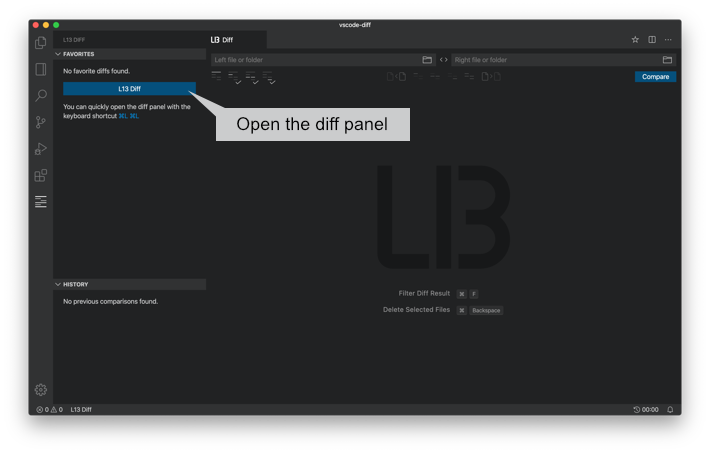 vscode-diff
L13 DIFF
L13 Diff
FAVORITES
No favorite diffs found.
L13 Diff
You can quickly open the diff panel with the
keyboard shortcut ⌘L ⌘L.
Left file or folder
Right file or folder
Compare
Open the diff panel
L13
Filter Diff Result ⌘ F
Delete Selected Files ⌘ Backspace
HISTORY
No previous comparisons found.
0 0 L13 Diff
00:00